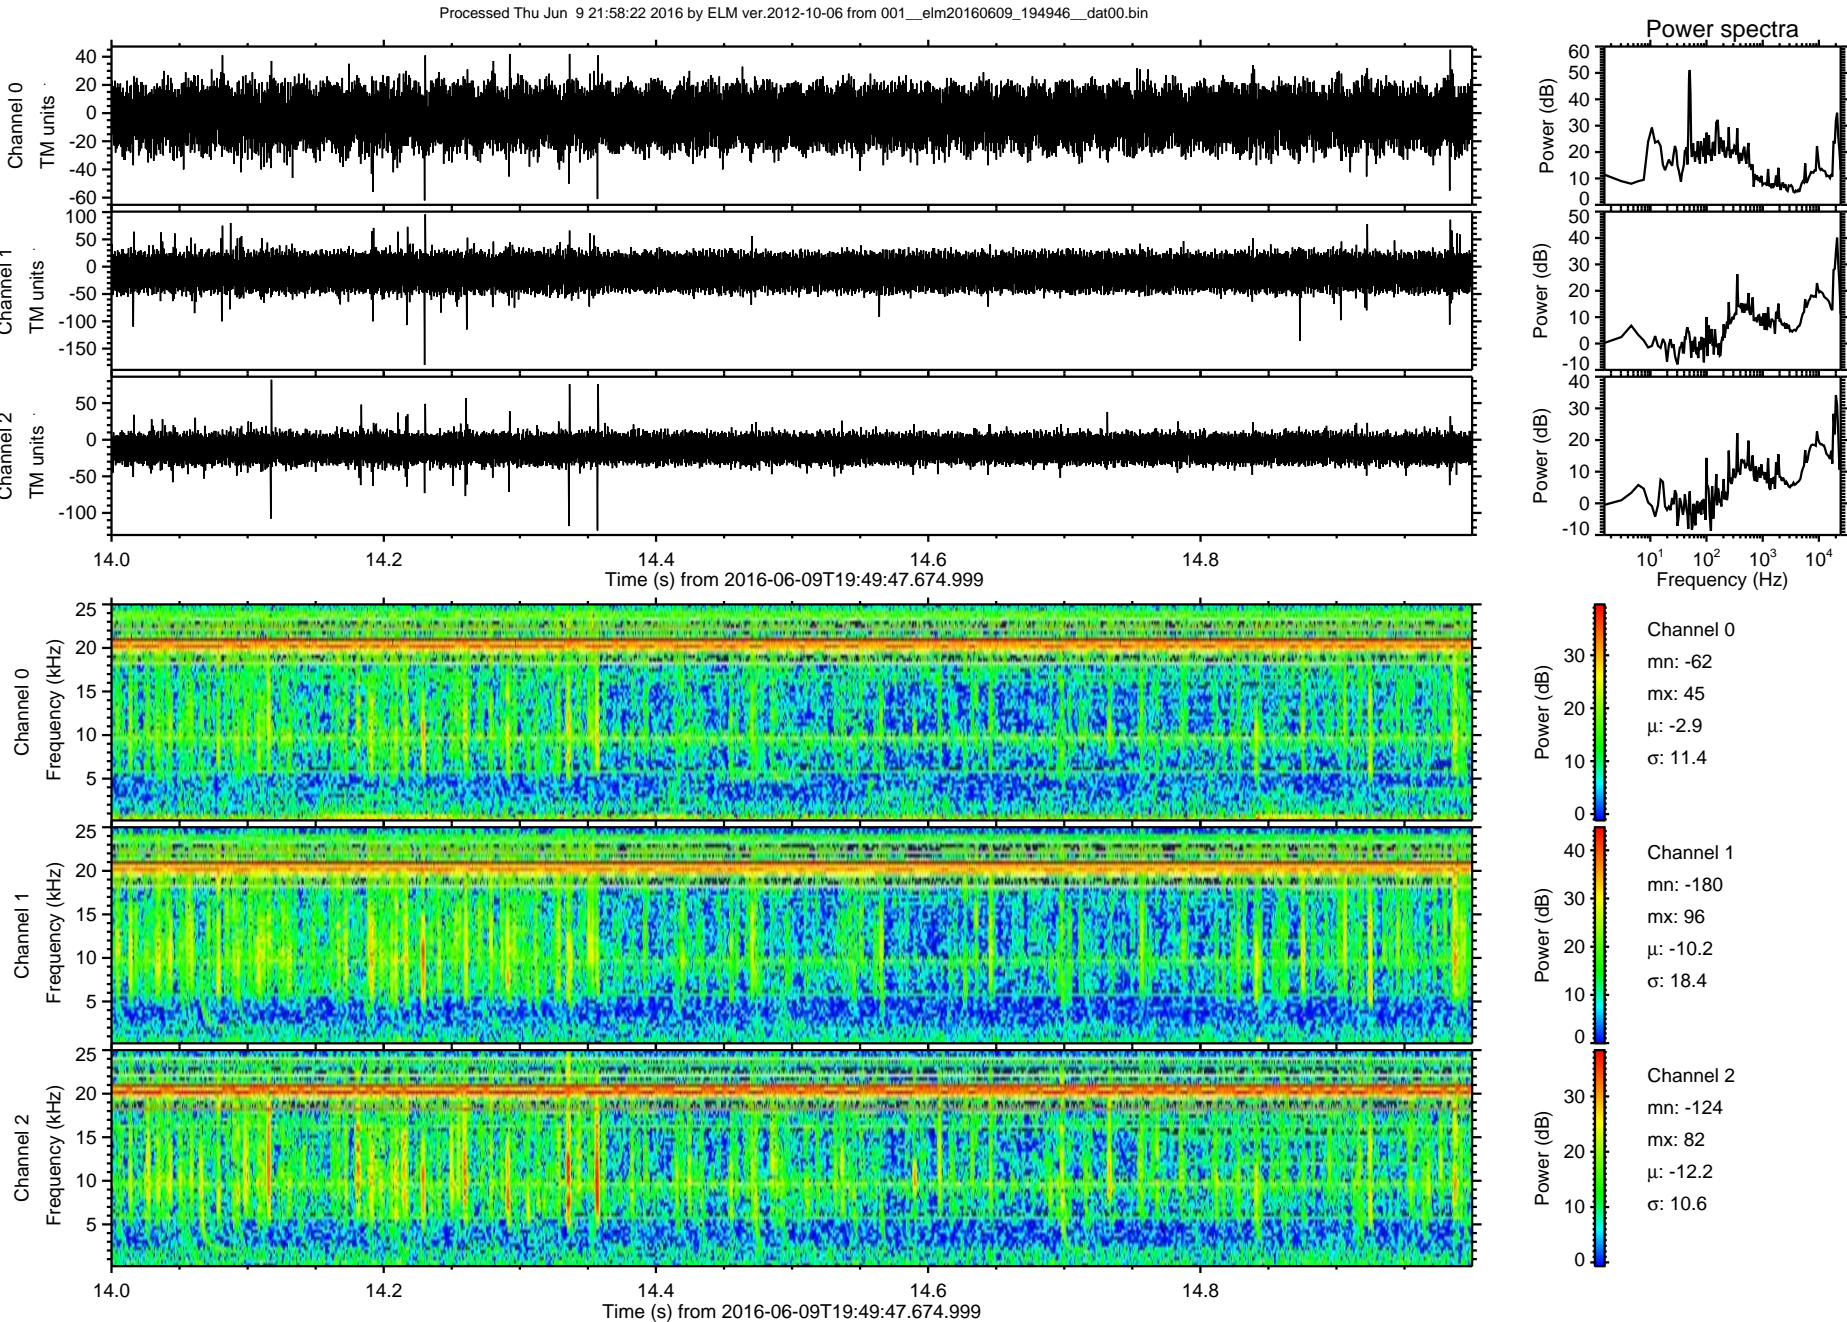 Processed Thu Jun  9 21:58:22 2016 by ELM ver.2012-10-06 from 001__elm20160609_194946__dat00.bin
Power spectra
Channel 0
TM units
40
20
0
-20
-40
-60
Power (dB)
60
50
40
30
20
10
0
Channel 1
TM units
100
50
0
-50
-100
-150
Power (dB)
50
40
30
20
10
0
-10
Channel 2
TM units
50
0
-50
-100
Power (dB)
40
30
20
10
0
-10
14.0 14.2 14.4 14.6 14.8
Time (s) from 2016-06-09T19:49:47.674.999
10^1 10^2 10^3 10^4
Frequency (Hz)
Channel 0
Frequency (kHz)
25
20
15
10
5
Power (dB)
30
20
10
0
Channel 0
mn: -62
mx: 45
μ: -2.9
σ: 11.4
Channel 1
Frequency (kHz)
25
20
15
10
5
Power (dB)
40
30
20
10
0
Channel 1
mn: -180
mx: 96
μ: -10.2
σ: 18.4
Channel 2
Frequency (kHz)
25
20
15
10
5
Power (dB)
30
20
10
0
Channel 2
mn: -124
mx: 82
μ: -12.2
σ: 10.6
14.0 14.2 14.4 14.6 14.8
Time (s) from 2016-06-09T19:49:47.674.999